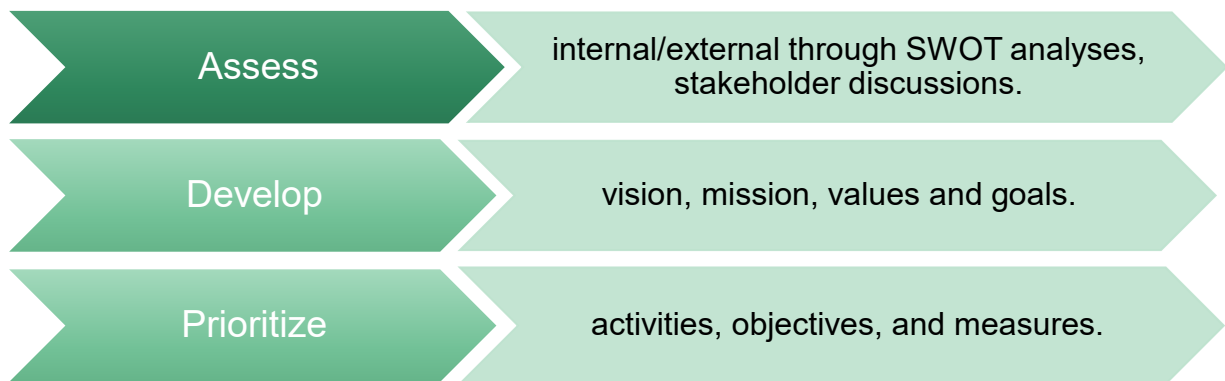 Assess
internal/external through SWOT analyses,
stakeholder discussions.
Develop
vision, mission, values and goals.
Prioritize
activities, objectives, and measures.